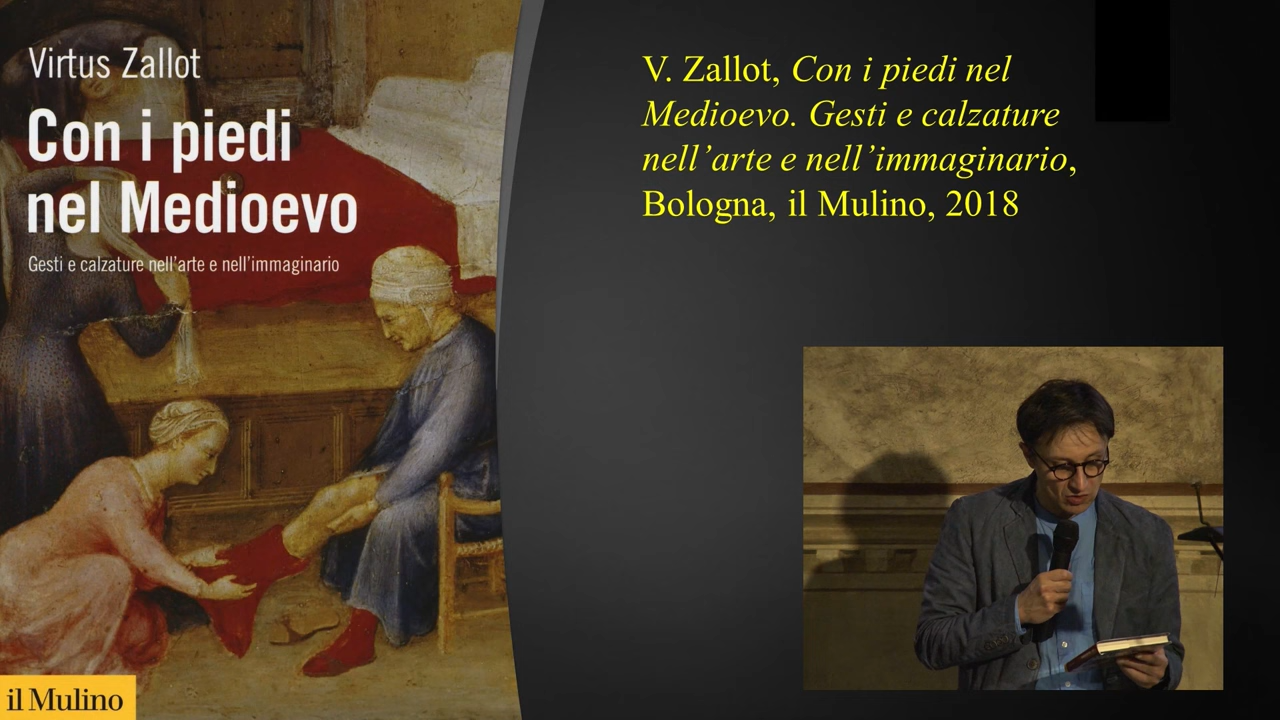 Virtus Zallot
Con i piedi
nel Medioevo
Gesti e calzature nell'arte e nell'immaginario
il Mulino
V. Zallot, Con i piedi nel
Medioevo. Gesti e calzature
nell’arte e nell’immaginario,
Bologna, il Mulino, 2018